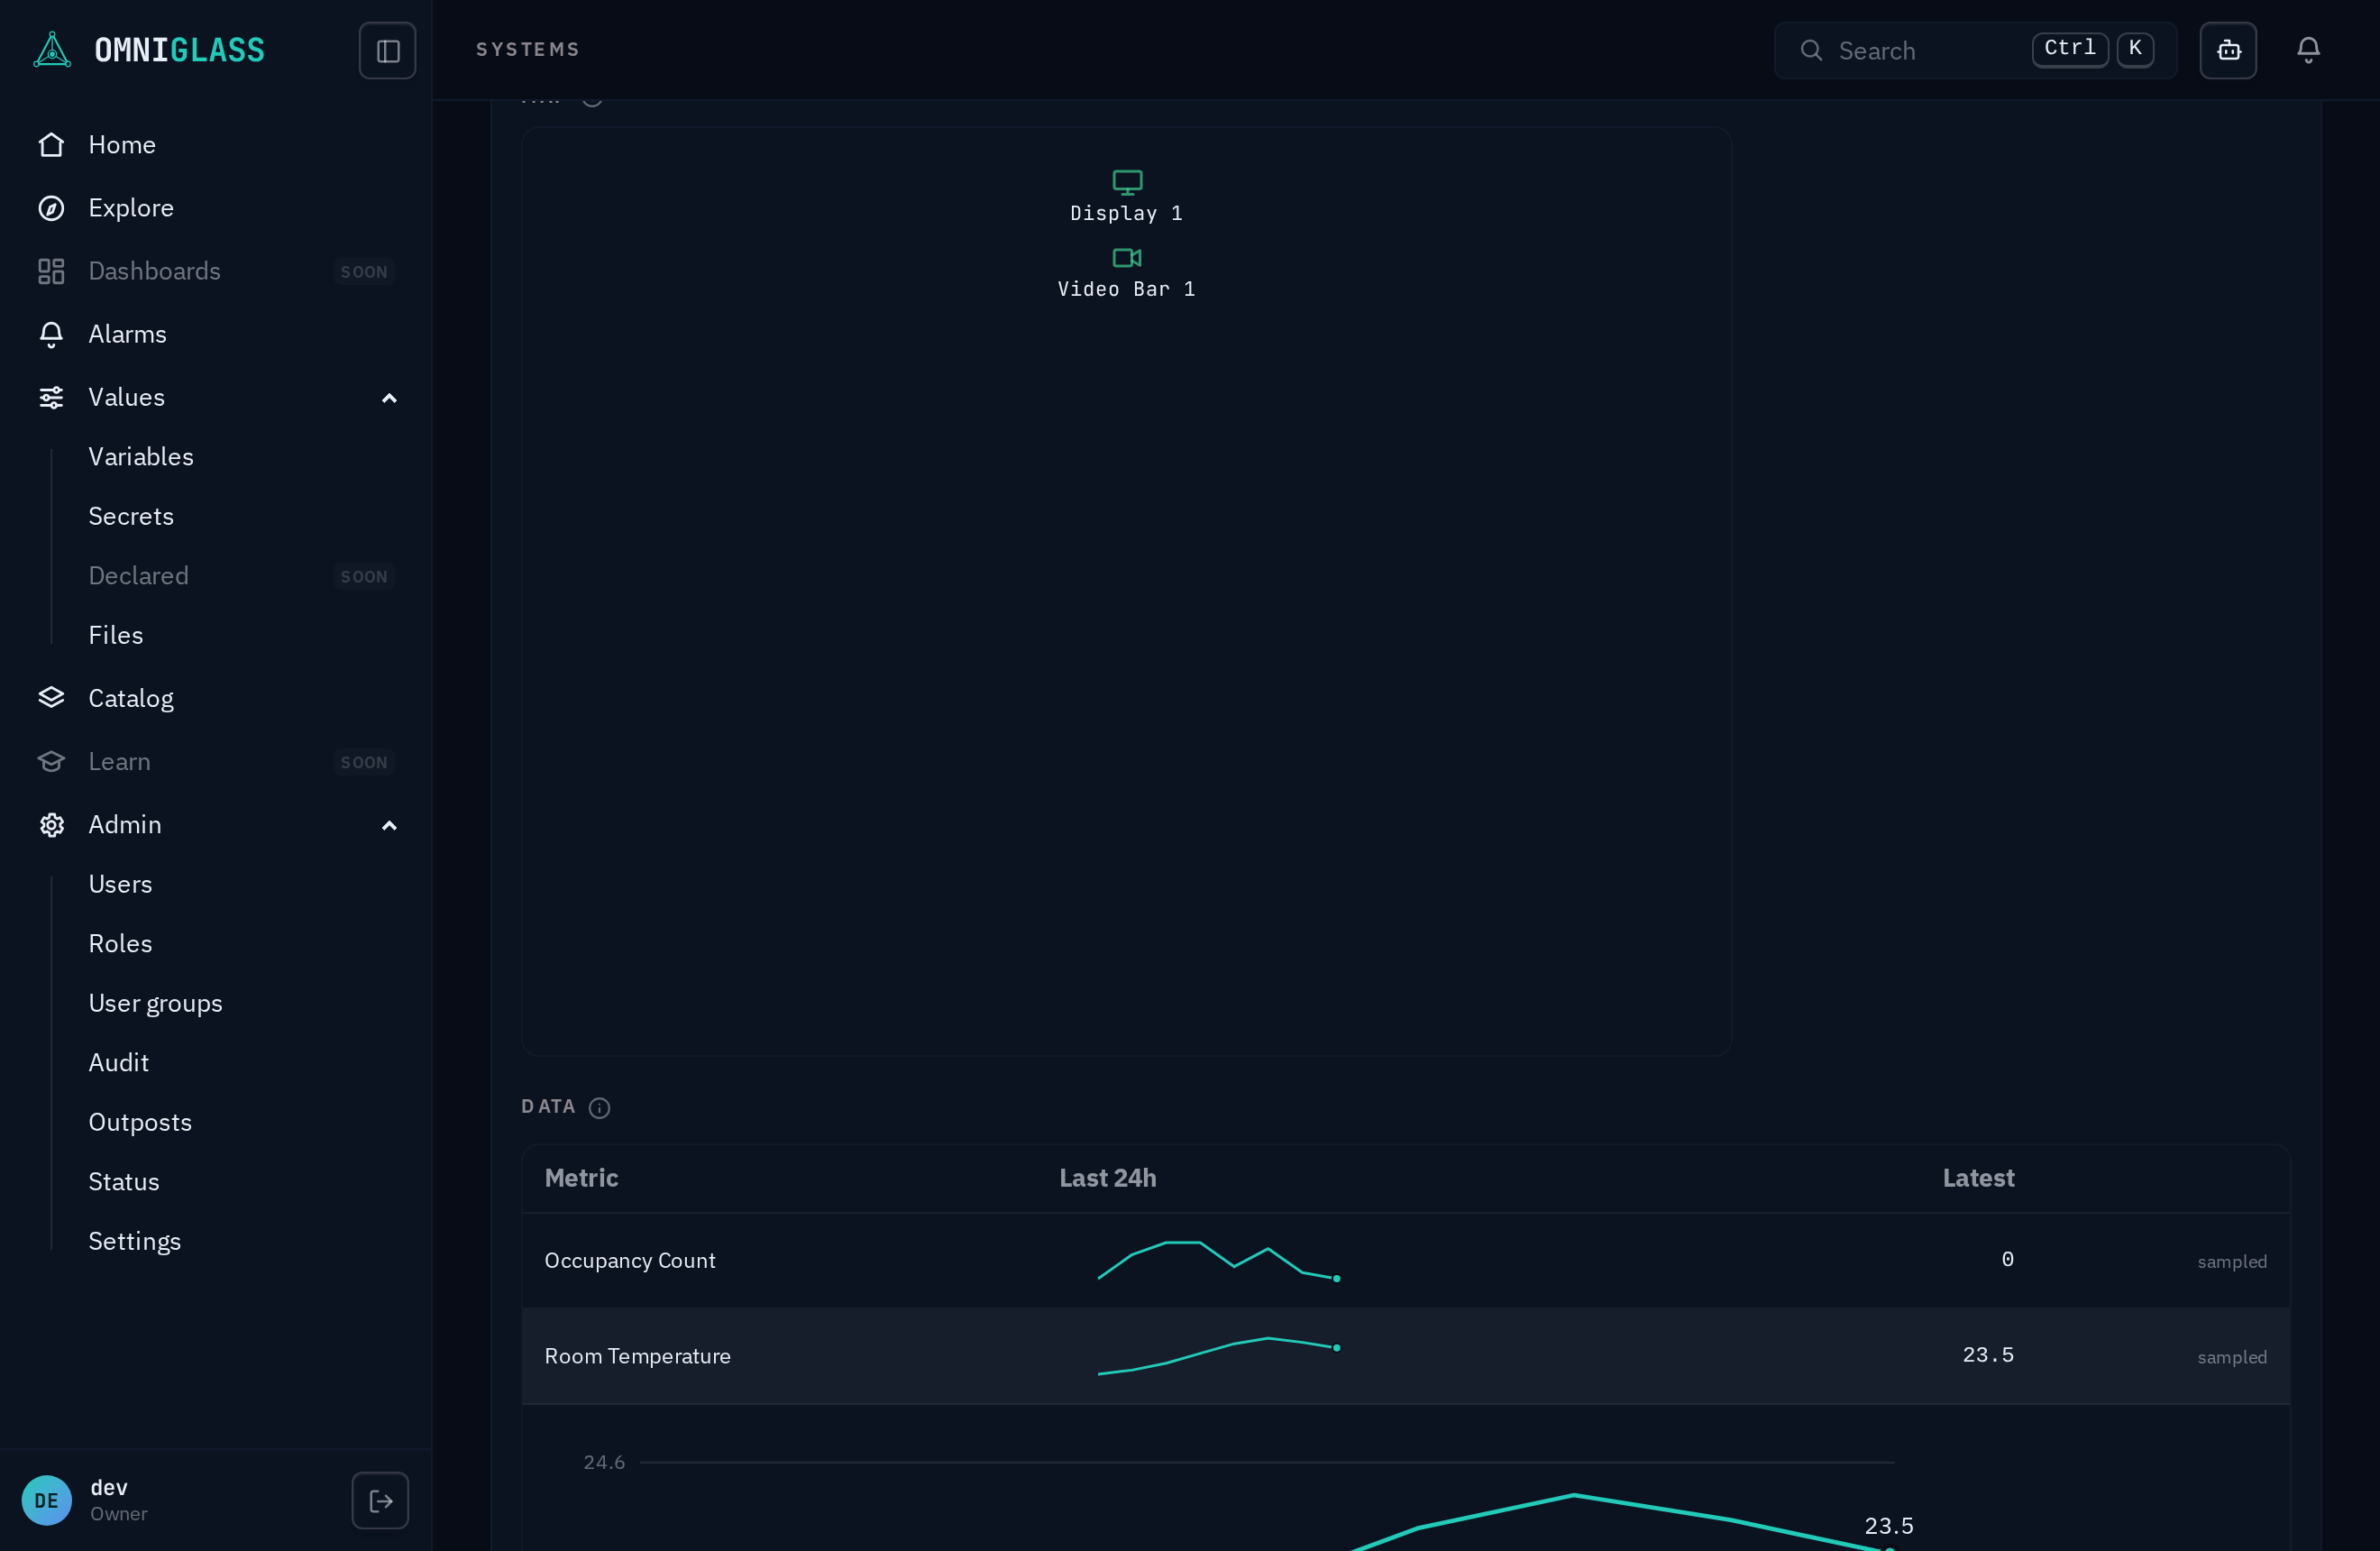 OMNIGLASS
SYSTEMS
Search
Ctrl
K
Home
Explore
Dashboards
SOON
Alarms
Values
Variables
Secrets
Declared
SOON
Files
Catalog
Learn
SOON
Admin
Users
Roles
User groups
Audit
Outposts
Status
Settings
DE
dev
Owner
Display 1
Video Bar 1
DATA
Metric
Last 24h
Latest
Occupancy Count
0
sampled
Room Temperature
23.5
sampled
24.6
23.5